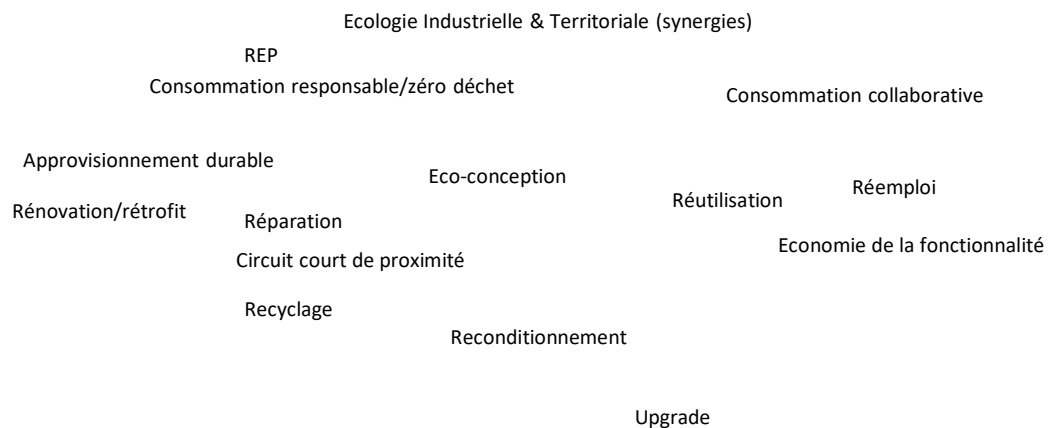 Ecologie Industrielle & Territoriale (synergies)
REP
Consommation responsable/zéro déchet
Consommation collaborative
Approvisionnement durable
Eco-conception
Réemploi
Réutilisation
Rénovation/rétrofit
Réparation
Economie de la fonctionnalité
Circuit court de proximité
Recyclage
Reconditionnement
Upgrade